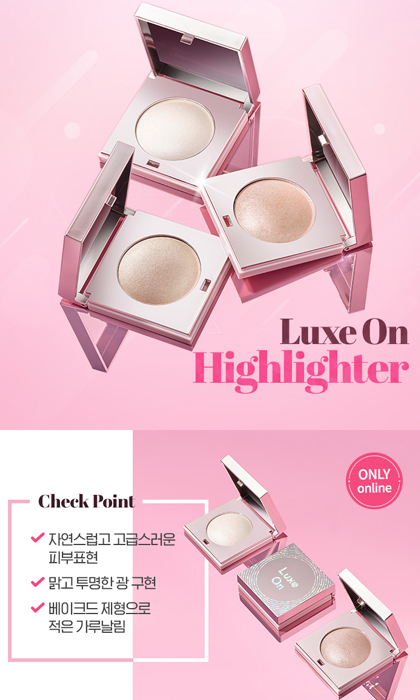 Luxe On
Highlighter
ONLY
online
Check Point
자연스럽고 고급스러운
피부표현
맑고 투명한 광 구현
베이크드 제형으로
적은 가루날림
Luxe
On